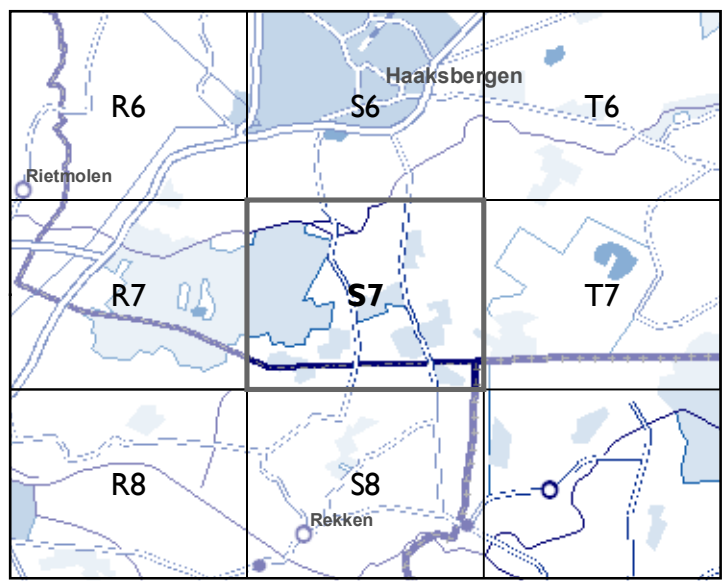 Haaksbergen
R6 S6 T6
Rietmolen
R7 S7 T7
R8 S8
Rekken